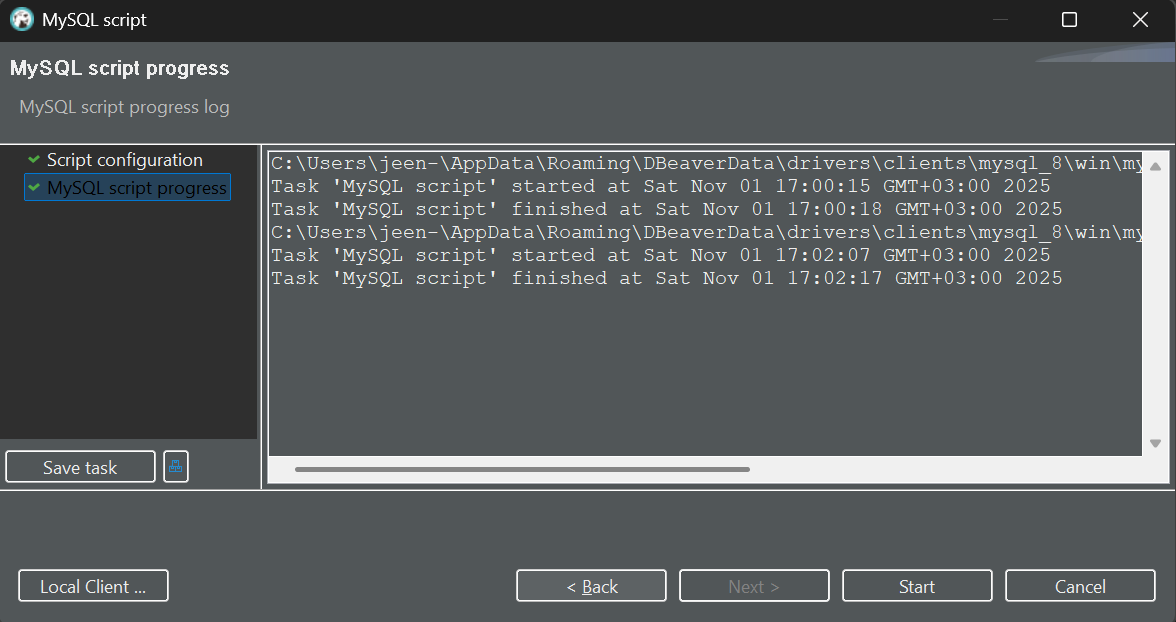 MySQL script
MySQL script progress
MySQL script progress log
Script configuration
MySQL script progress
C:\Users\jeen-\AppData\Roaming\DBeaverData\drivers\clients\mysql_8\win\my
Task 'MySQL script' started at Sat Nov 01 17:00:15 GMT+03:00 2025
Task 'MySQL script' finished at Sat Nov 01 17:00:18 GMT+03:00 2025
C:\Users\jeen-\AppData\Roaming\DBeaverData\drivers\clients\mysql_8\win\my
Task 'MySQL script' started at Sat Nov 01 17:02:07 GMT+03:00 2025
Task 'MySQL script' finished at Sat Nov 01 17:02:17 GMT+03:00 2025
Save task
Local Client ...
< Back
Next >
Start
Cancel